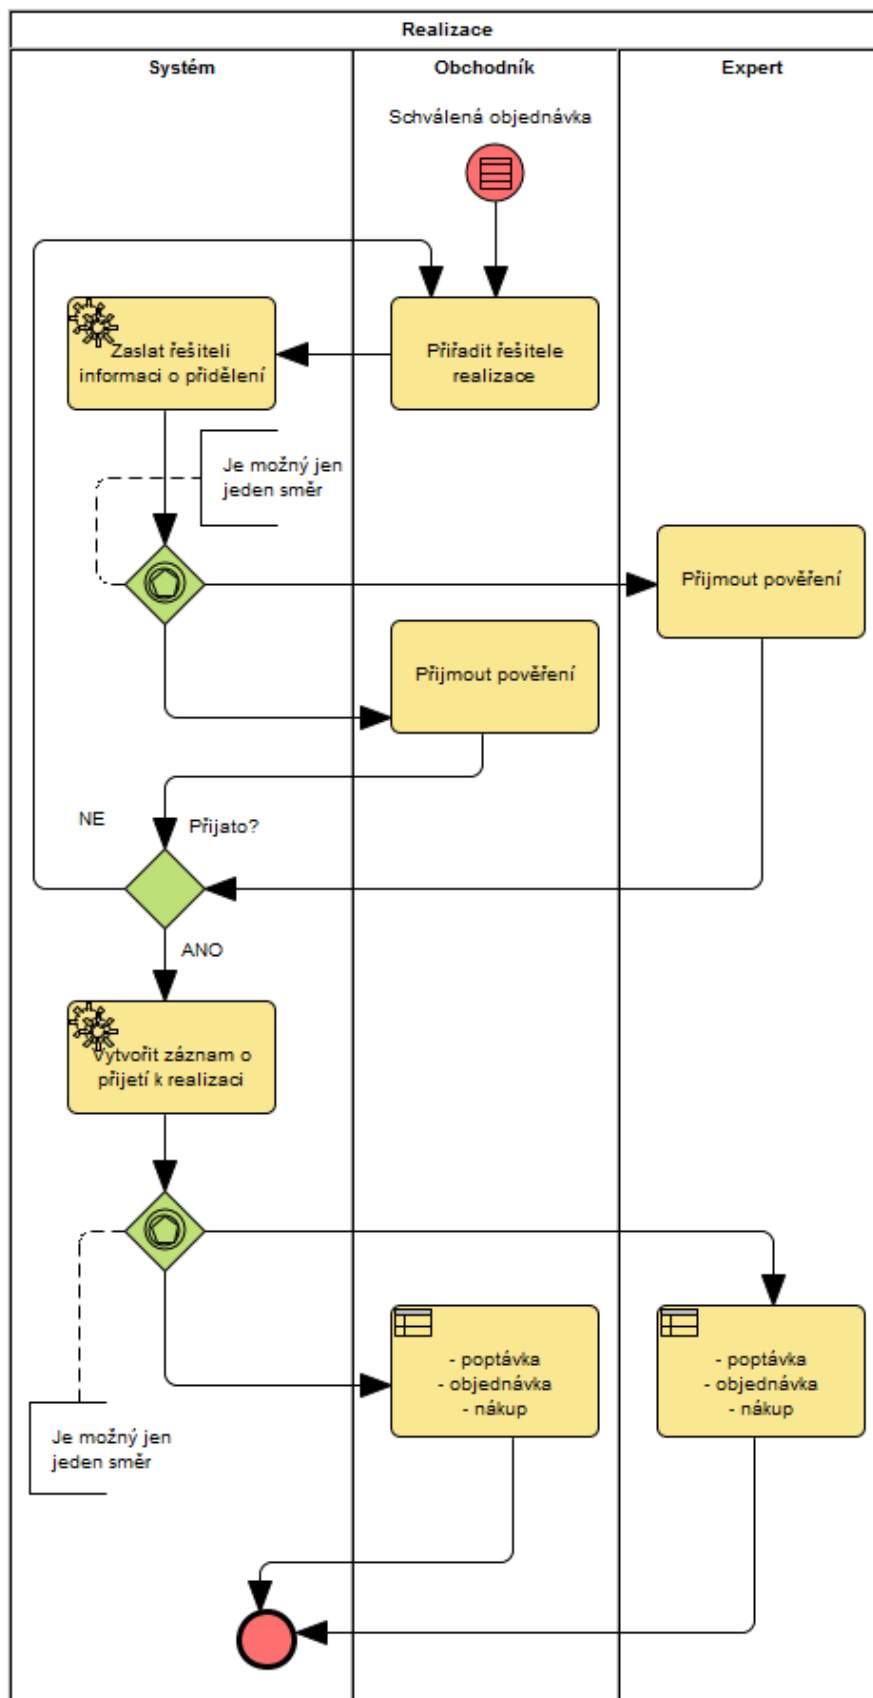 Realizace
Systém
Obchodník
Expert
Schválená objednávka
Zaslat řešiteli
informaci o přidělení
Přiřadit řešitele
realizace
Je možný jen
jeden směr
Přijmout pověření
Přijmout pověření
NE
Přijato?
ANO
Vytvořit záznam o
přijetí k realizaci
- poptávka
- objednávka
- nákup
- poptávka
- objednávka
- nákup
Je možný jen
jeden směr